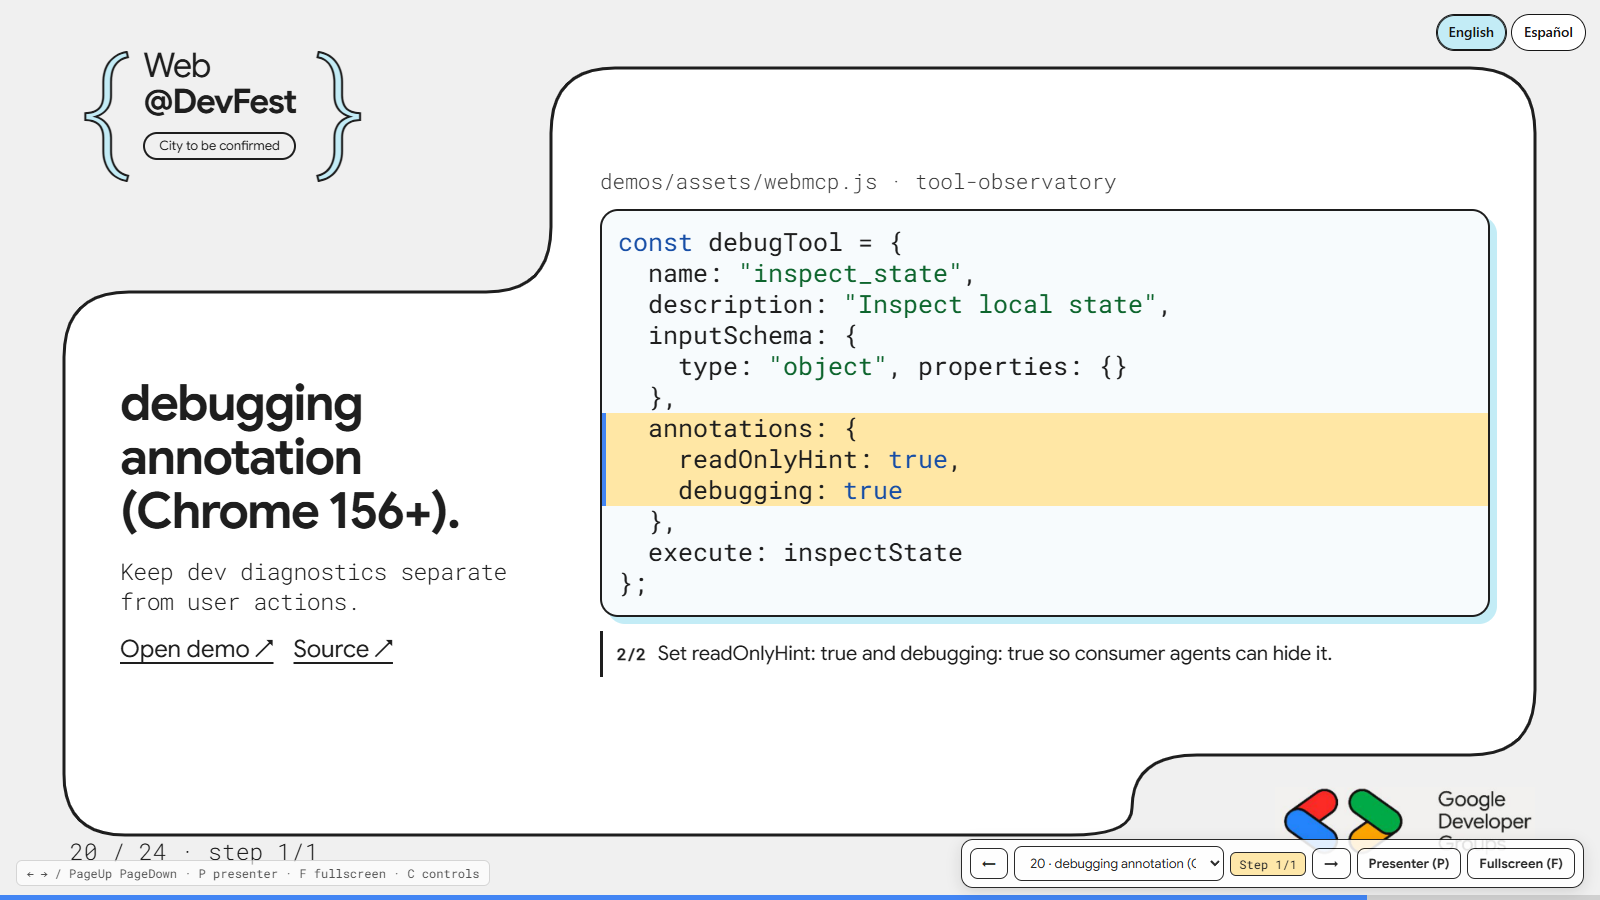 English
Español
Web
@DevFest
City to be confirmed
demos/assets/webmcp.js · tool-observatory
const debugTool = {
  name: "inspect_state",
  description: "Inspect local state",
  inputSchema: {
    type: "object", properties: {}
  },
  annotations: {
    readOnlyHint: true,
    debugging: true
  },
  execute: inspectState
};
debugging
annotation
(Chrome 156+).
Keep dev diagnostics separate
from user actions.
Open demo ↗ Source ↗
2/2 Set readOnlyHint: true and debugging: true so consumer agents can hide it.
Google
Developer
Groups
20 / 24 · step 1/1
← → / PageUp PageDown · P presenter · F fullscreen · C controls
← 20 · debugging annotation (C Step 1/1 → Presenter (P) Fullscreen (F)